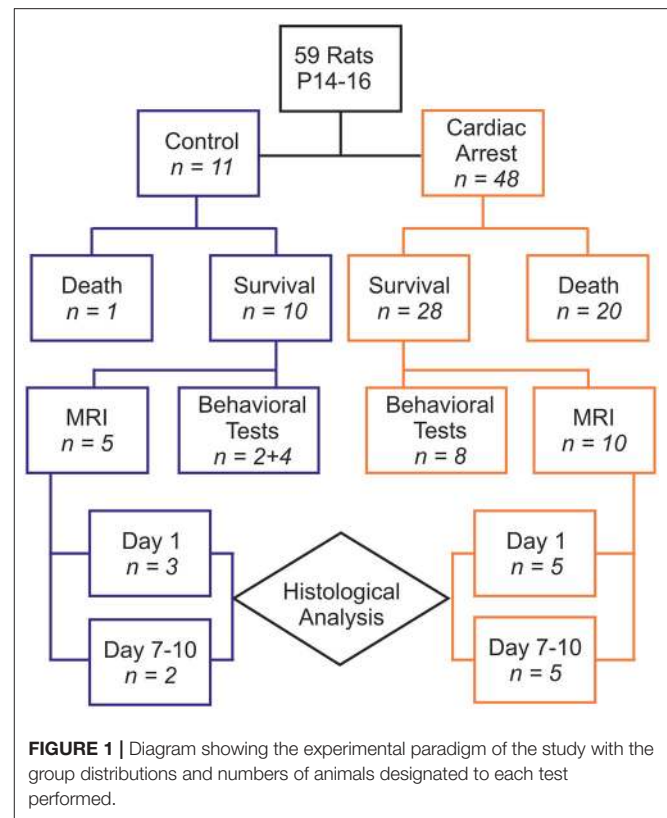 59 Rats
P14-16
Control
n = 11
Cardiac
Arrest
n = 48
Death
n = 1
Survival
n = 10
Survival
n = 28
Death
n = 20
MRI
n = 5
Behavioral
Tests
n = 2+4
Behavioral
Tests
n = 8
MRI
n = 10
Day 1
n = 3
Histological
Analysis
Day 1
n = 5
Day 7-10
n = 2
Day 7-10
n = 5
FIGURE 1 | Diagram showing the experimental paradigm of the study with the
group distributions and numbers of animals designated to each test
performed.